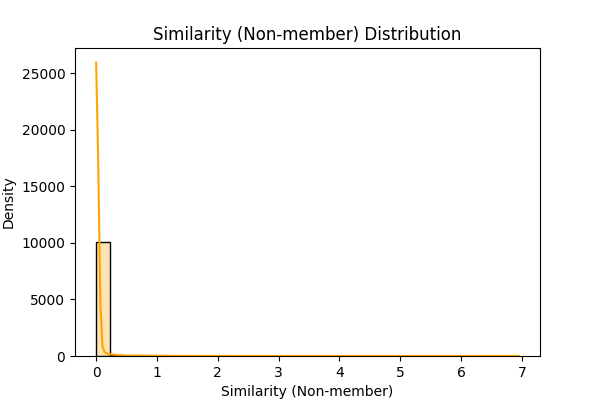 Similarity (Non-member) Distribution
25000
20000
15000
10000
5000
0
Density
0 1 2 3 4 5 6 7
Similarity (Non-member)